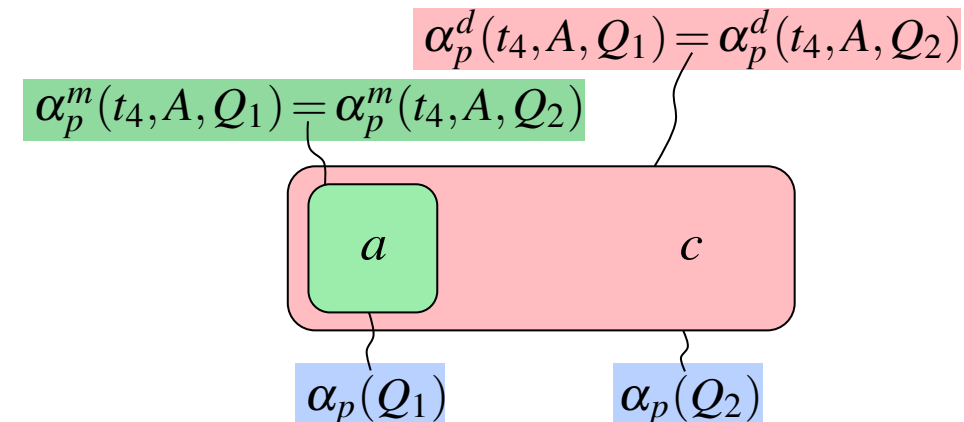 α_p^d(t_4, A, Q_1) = α_p^d(t_4, A, Q_2)
α_p^m(t_4, A, Q_1) = α_p^m(t_4, A, Q_2)
a
c
α_p(Q_1)
α_p(Q_2)